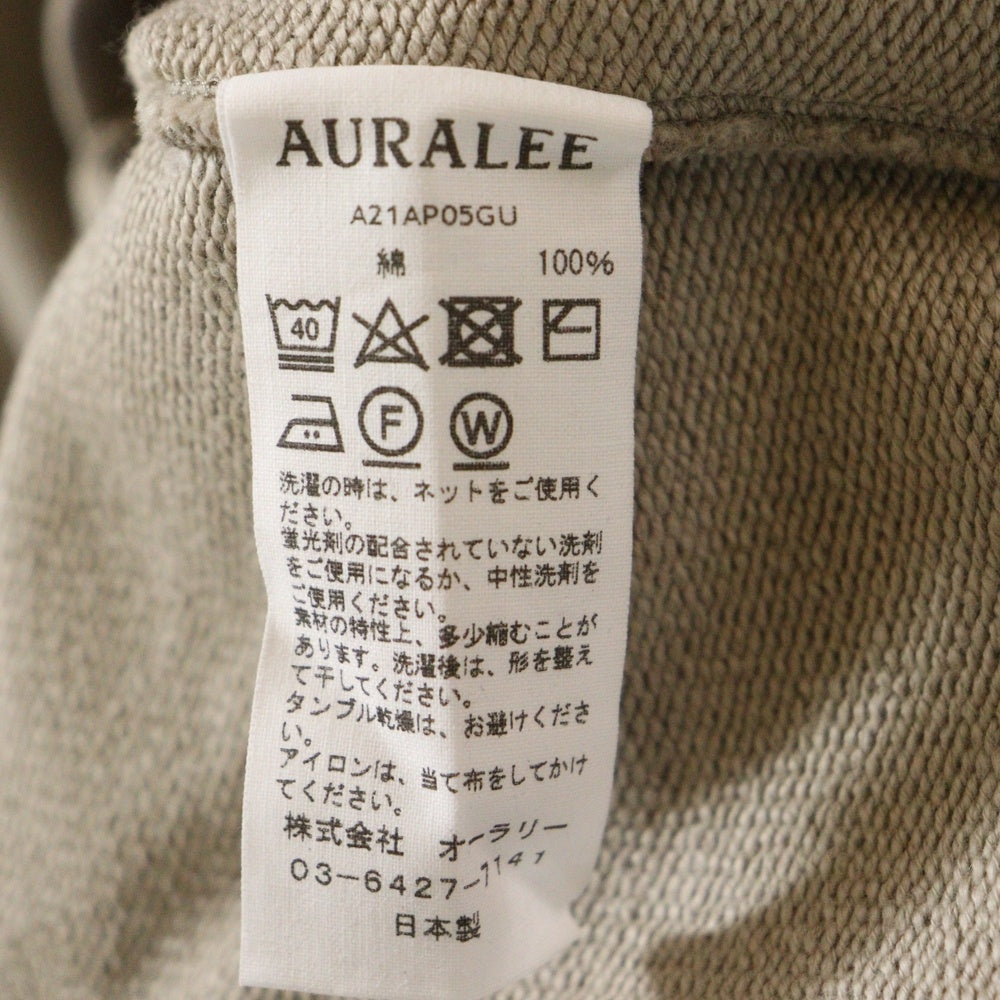 AURALEE
A21AP05GU
綿 100%
40
F W
洗濯の時は、ネットをご使用く
ださい。
蛍光剤の配合されていない洗剤
をご使用になるか、中性洗剤を
ご使用ください。
素材の特性上、多少縮むことが
あります。洗濯後は、形を整え
て干してください。
タンブル乾燥は、お避けくださ
い。
アイロンは、当て布をしてかけ
てください。
株式会社 オーラリー
03-6427-7141
日本製